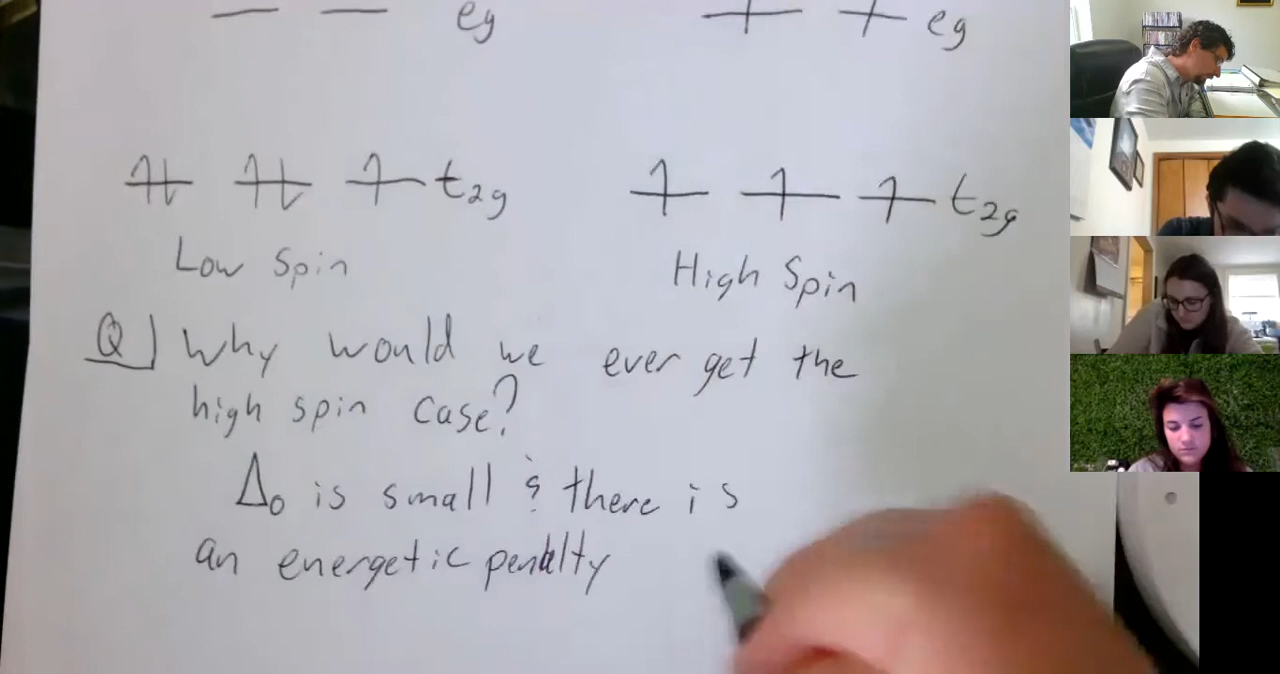 eg eg
t2g t2g
Low Spin High Spin
Q] Why would we ever get the
high spin case?
Δo is small & there is
an energetic penalty